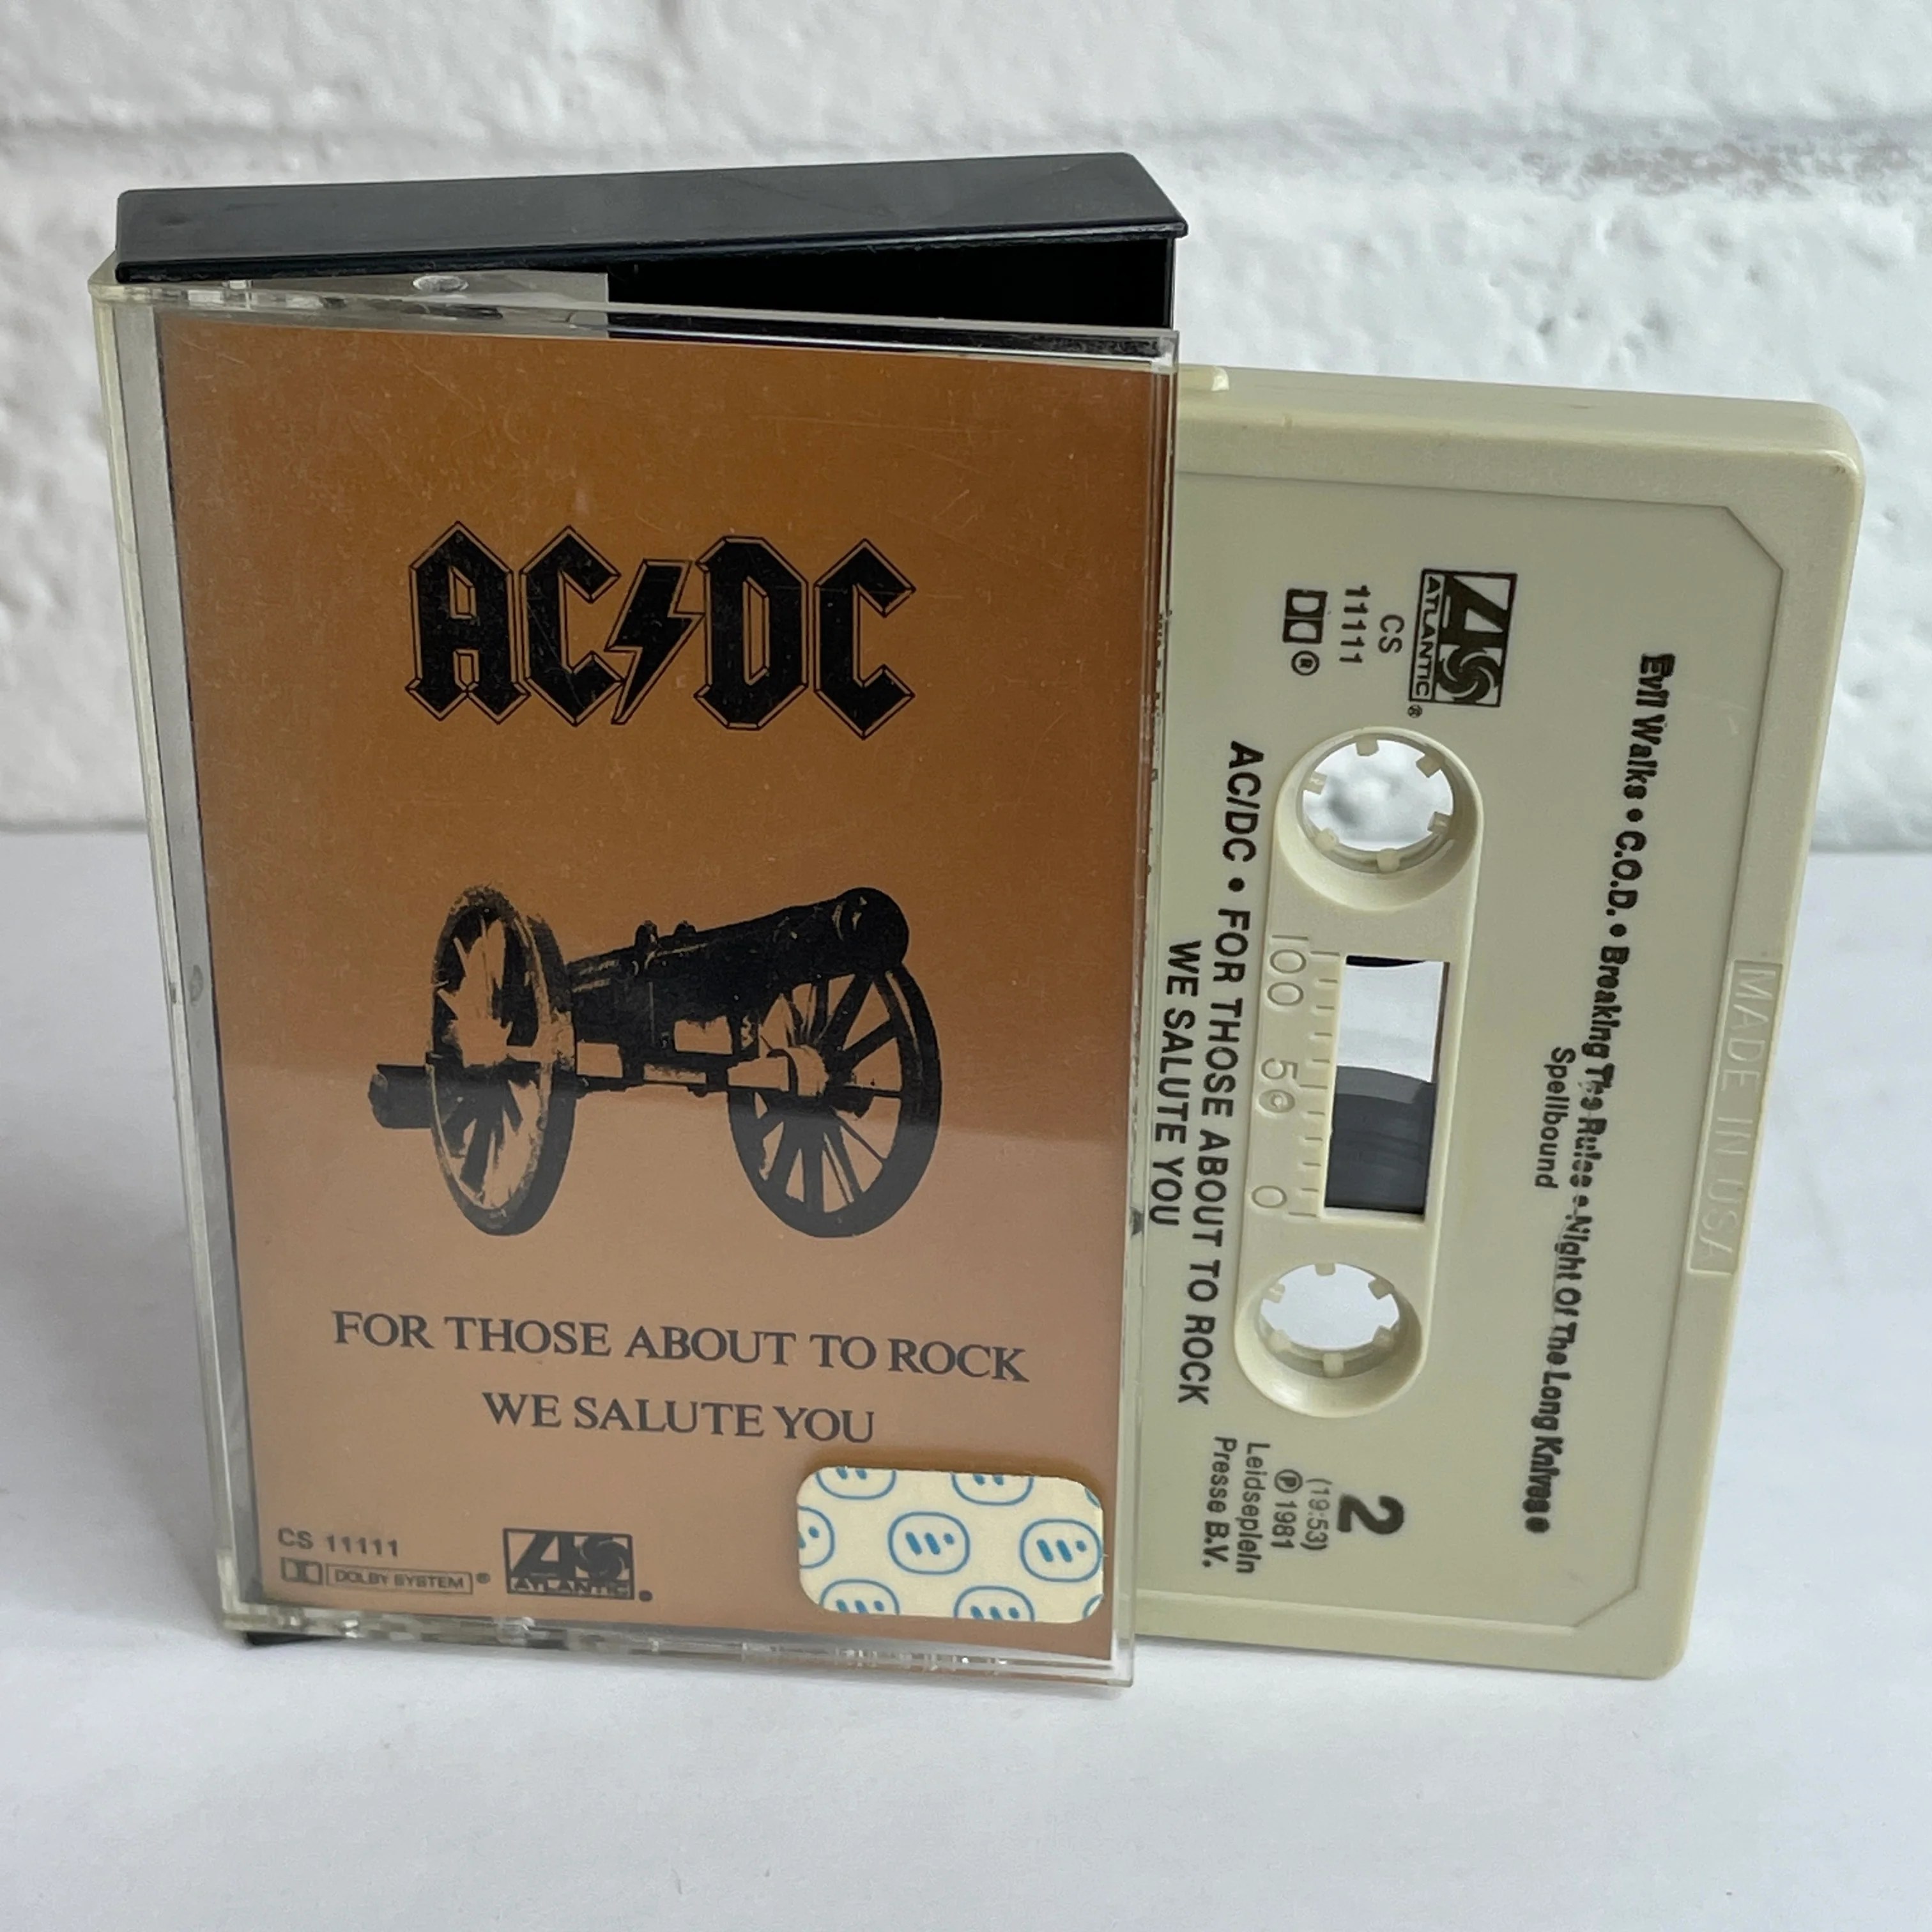 AC⚡DC
FOR THOSE ABOUT TO ROCK
WE SALUTE YOU
CS 11111
DOLBY SYSTEM®
ATLANTIC
Evil Walks • C.O.D. • Breaking The Rules • Night Of The Long Knives •
Spellbound
ATLANTIC®
CS
11111
®
100 50 0
AC/DC • FOR THOSE ABOUT TO ROCK
WE SALUTE YOU
2
(19:53)
℗ 1981
Leidseplein
Presse B.V.
MADE IN USA